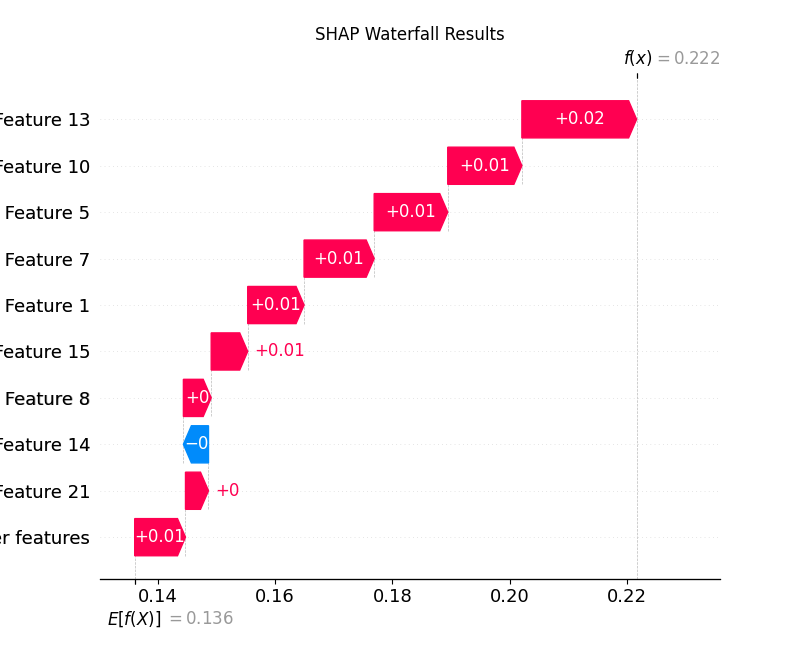 SHAP Waterfall Results
f(x) = 0.222
Feature 13
+0.02
Feature 10
+0.01
Feature 5
+0.01
Feature 7
+0.01
Feature 1
+0.01
Feature 15
+0.01
Feature 8
+0
Feature 14
−0
Feature 21
+0
features
+0.01
0.14 0.16 0.18 0.20 0.22
E[f(X)] = 0.136